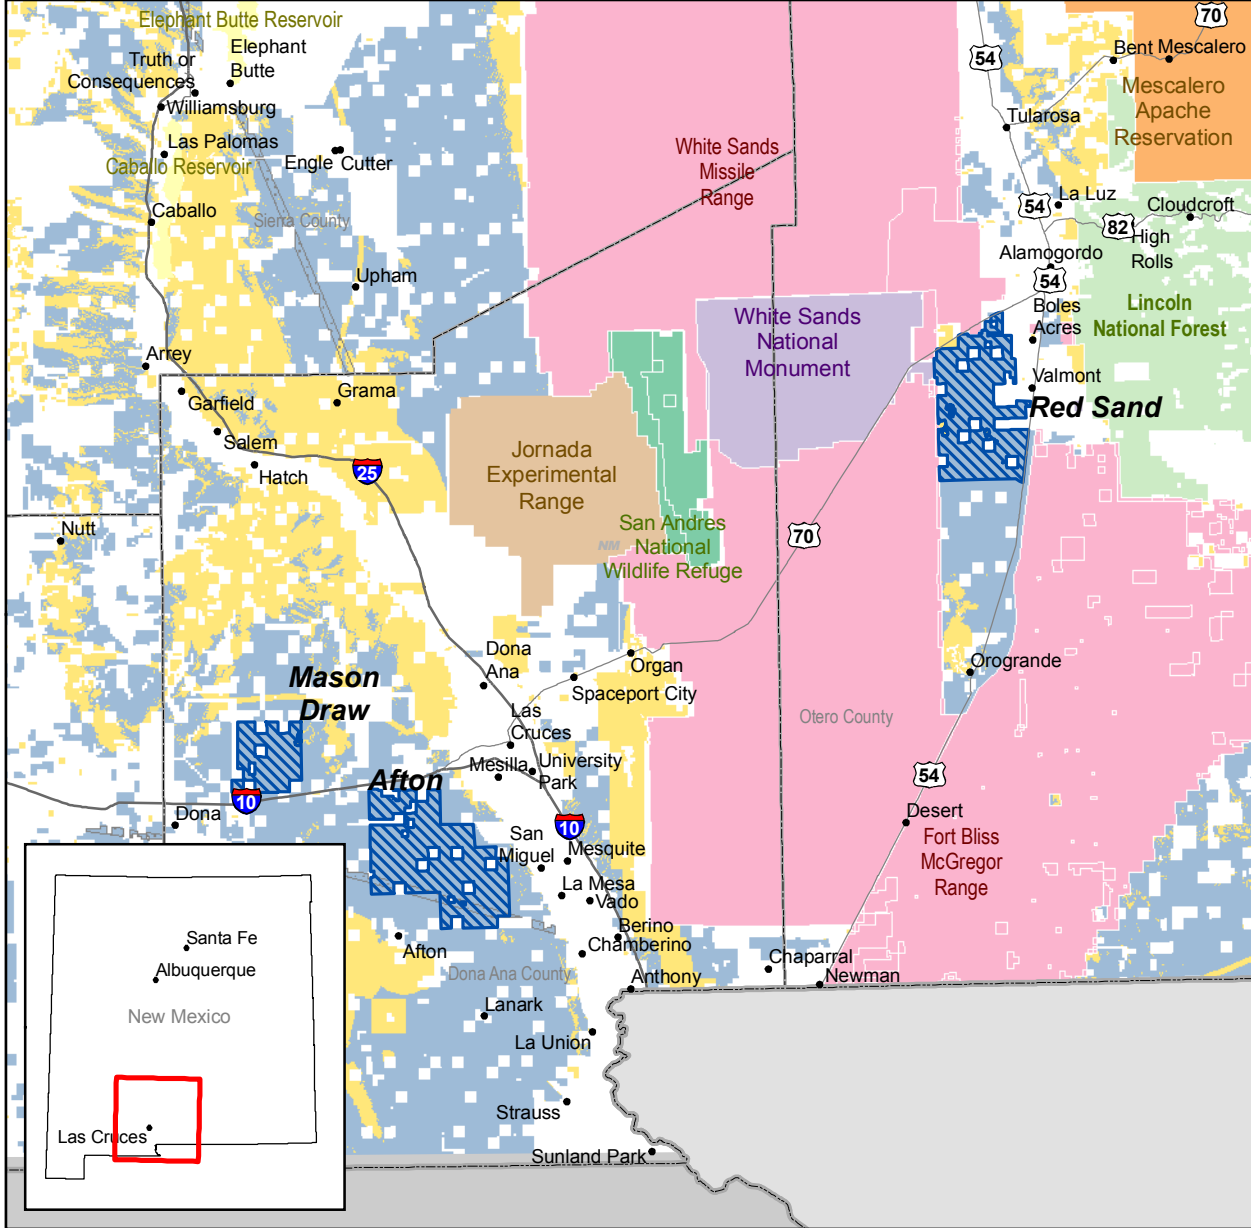 Elephant Butte Reservoir
70
Elephant
Butte
Truth or
Consequences
Williamsburg
54
Bent
Mescalero
Mescalero
Apache
Reservation
Tularosa
Las Palomas
Caballo Reservoir
Engle
Cutter
White Sands
Missile
Range
Caballo
Sierra County
La Luz
54
Cloudcroft
82
High
Rolls
Alamogordo
54
Upham
Boles
Acres
Lincoln
National Forest
White Sands
National
Monument
Arrey
Garfield
Grama
Valmont
Red Sand
Salem
Hatch
25
Jornada
Experimental
Range
San Andres
National
Wildlife Refuge
NM
70
Nutt
Dona
Ana
Organ
Spaceport City
Orogrande
Mason
Draw
Las
Cruces
Otero County
Afton
Mesilla
University
Park
54
10
Dona
10
Desert
San
Miguel
Mesquite
Fort Bliss
McGregor
Range
La Mesa
Vado
Berino
Chamberino
Afton
Dona Ana County
Anthony
Chaparral
Newman
Lanark
La Union
Strauss
Sunland Park
Santa Fe
Albuquerque
New Mexico
Las Cruces